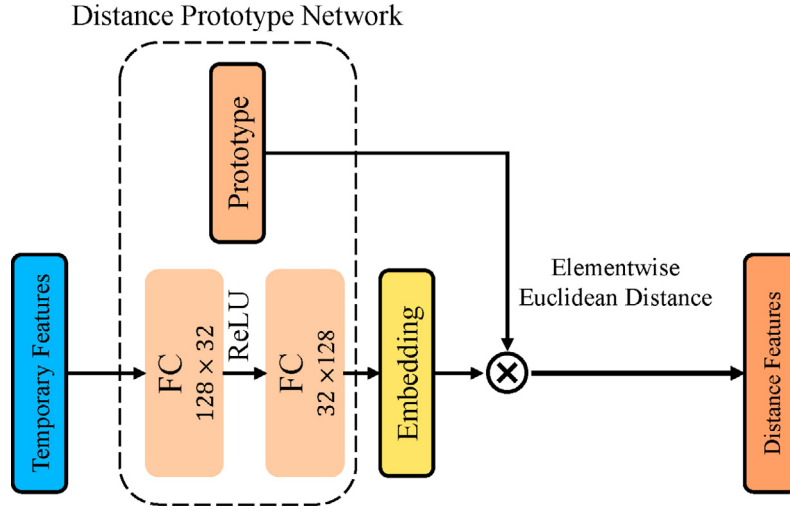 Distance Prototype Network
Prototype
Temporary Features
FC
128 × 32
ReLU
FC
32 ×128
Embedding
Elementwise
Euclidean Distance
Distance Features